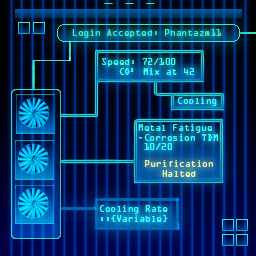 Login Accepted: Phantazm11
Speed: 72/100
CO² Mix at 42
Cooling
Metal Fatigue
-Corrosion TDM
10/20
Purification
Halted
Cooling Rate
::{Variable}